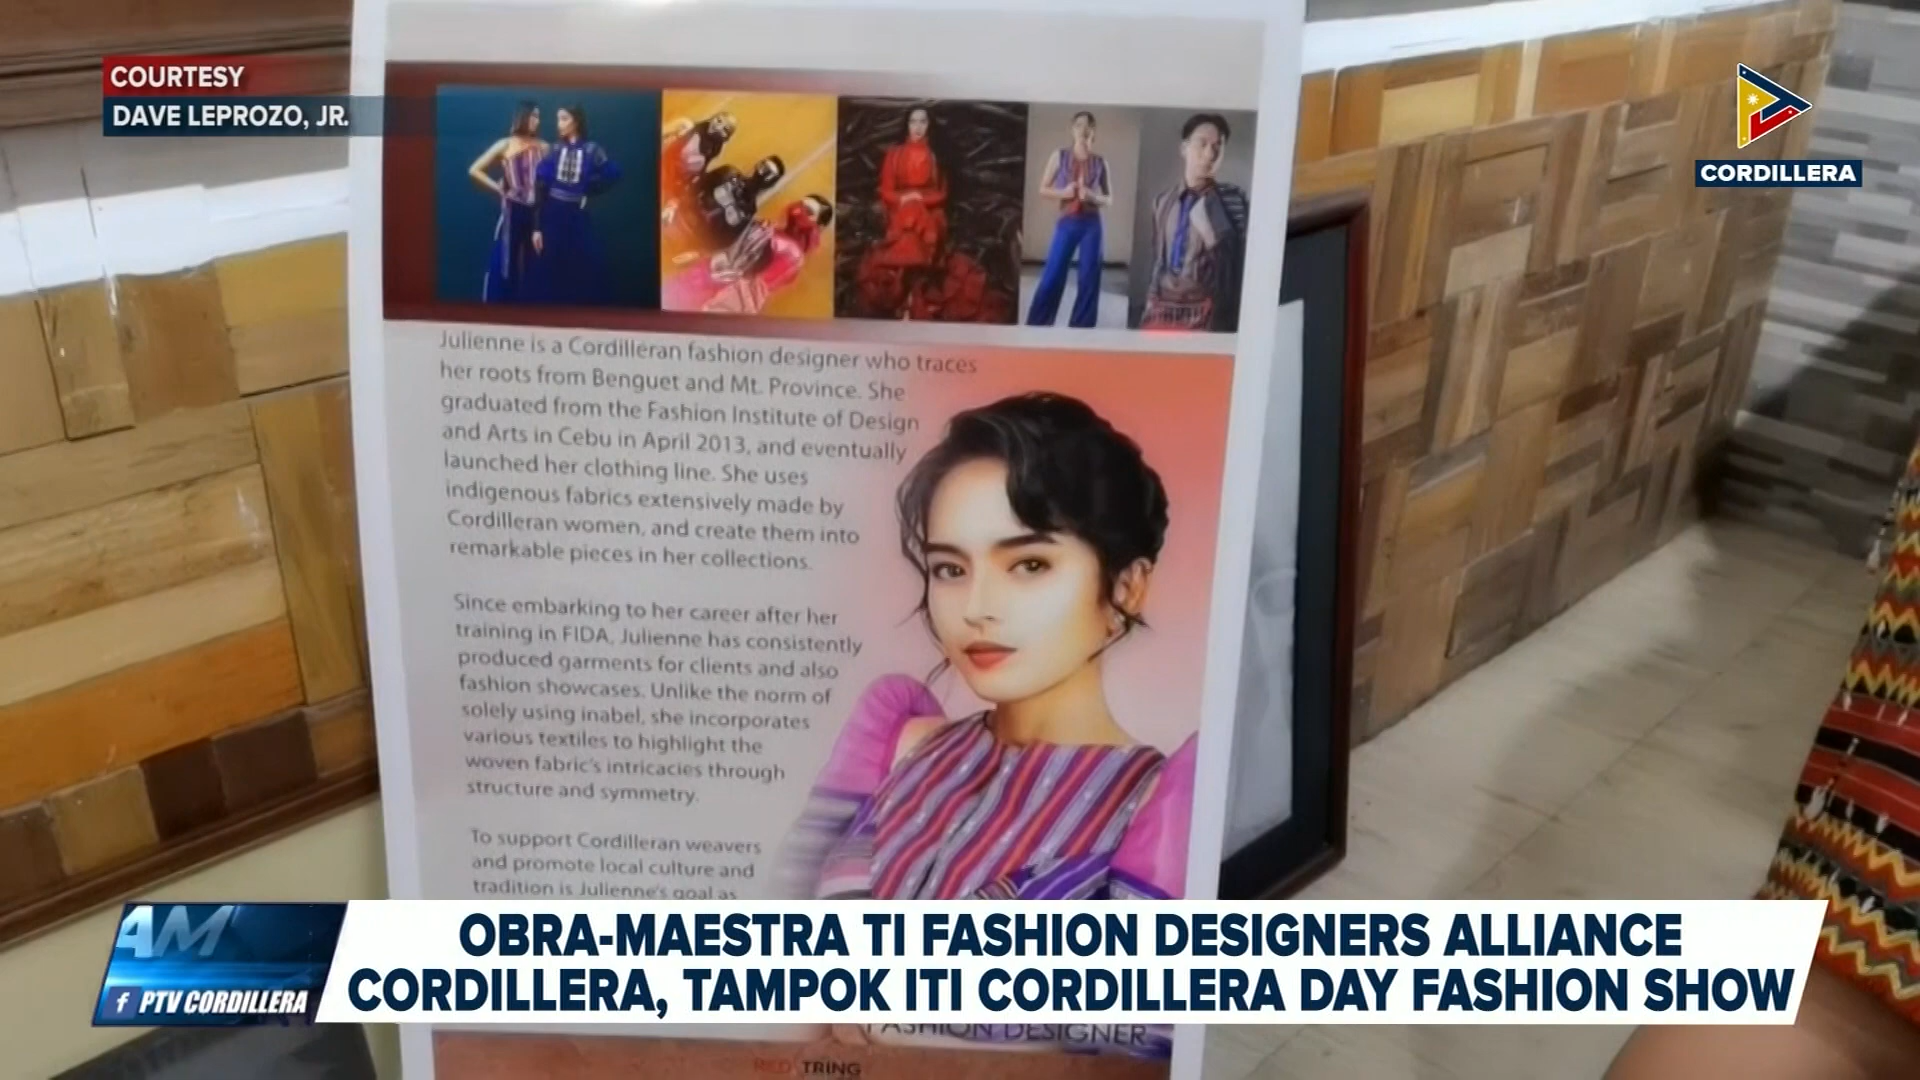 COURTESY
DAVE LEPROZO, JR.
CORDILLERA
Julienne is a Cordilleran fashion designer who traces
her roots from Benguet and Mt. Province. She
graduated from the Fashion Institute of Design
and Arts in Cebu in April 2013, and eventually
launched her clothing line. She uses
indigenous fabrics extensively made by
Cordilleran women, and create them into
remarkable pieces in her collections.
Since embarking to her career after her
training in FIDA, Julienne has consistently
produced garments for clients and also
fashion showcases. Unlike the norm of
solely using inabel, she incorporates
various textiles to highlight the
woven fabric's intricacies through
structure and symmetry.
To support Cordilleran weavers
and promote local culture and
tradition is Julienne's goal as
AM
f PTV CORDILLERA
OBRA-MAESTRA TI FASHION DESIGNERS ALLIANCE
CORDILLERA, TAMPOK ITI CORDILLERA DAY FASHION SHOW
FASHION DESIGNER
RED TRING